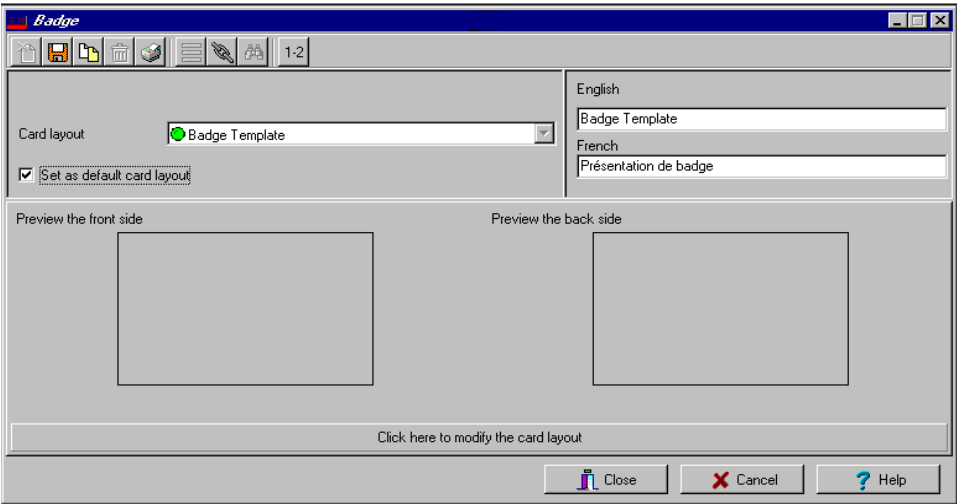 Badge
1-2
English
Badge Template
Card layout
Badge Template
French
Présentation de badge
Set as default card layout
Preview the front side
Preview the back side
Click here to modify the card layout
Close
Cancel
Help